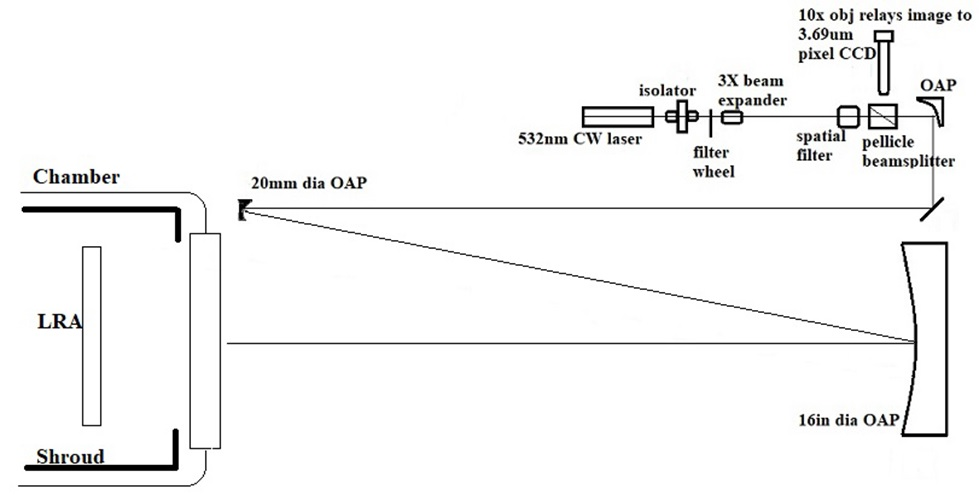 10x obj relays image to
3.69um
pixel CCD
OAP
3X beam
expander
isolator
532nm CW laser
filter
wheel
spatial
filter
pellicle
beamsplitter
Chamber
20mm dia OAP
LRA
16in dia OAP
Shroud